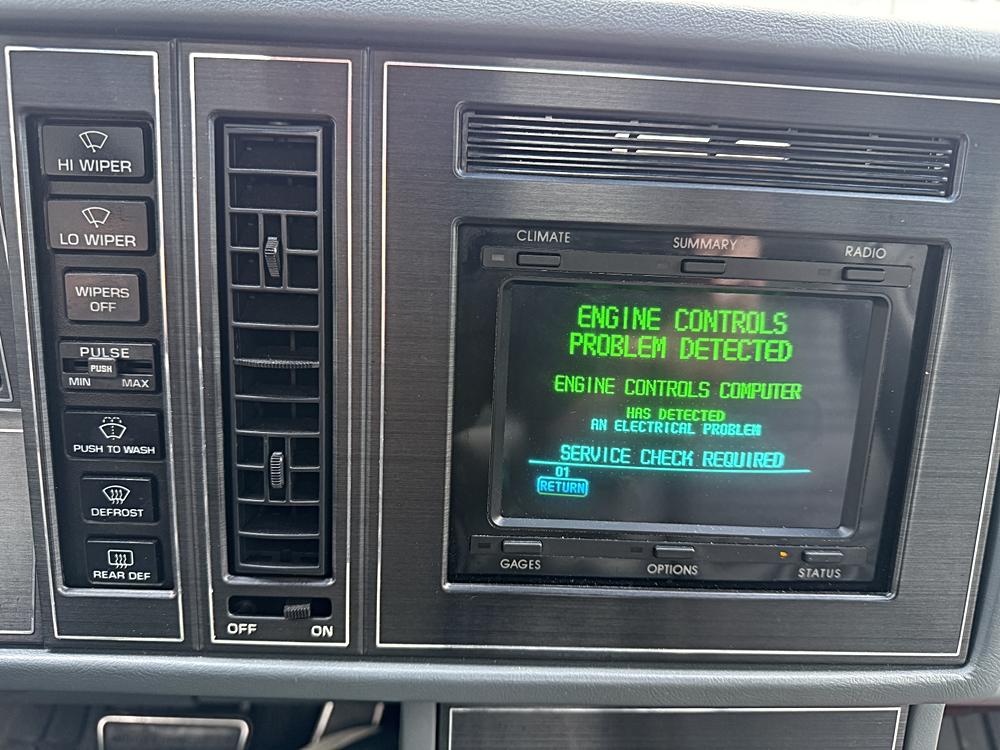 HI WIPER
LO WIPER
WIPERS
OFF
PULSE
PUSH
MIN MAX
PUSH TO WASH
DEFROST
REAR DEF
OFF ON
CLIMATE SUMMARY RADIO
ENGINE CONTROLS
PROBLEM DETECTED
ENGINE CONTROLS COMPUTER
HAS DETECTED
AN ELECTRICAL PROBLEM
SERVICE CHECK REQUIRED
01
RETURN
GAGES OPTIONS STATUS